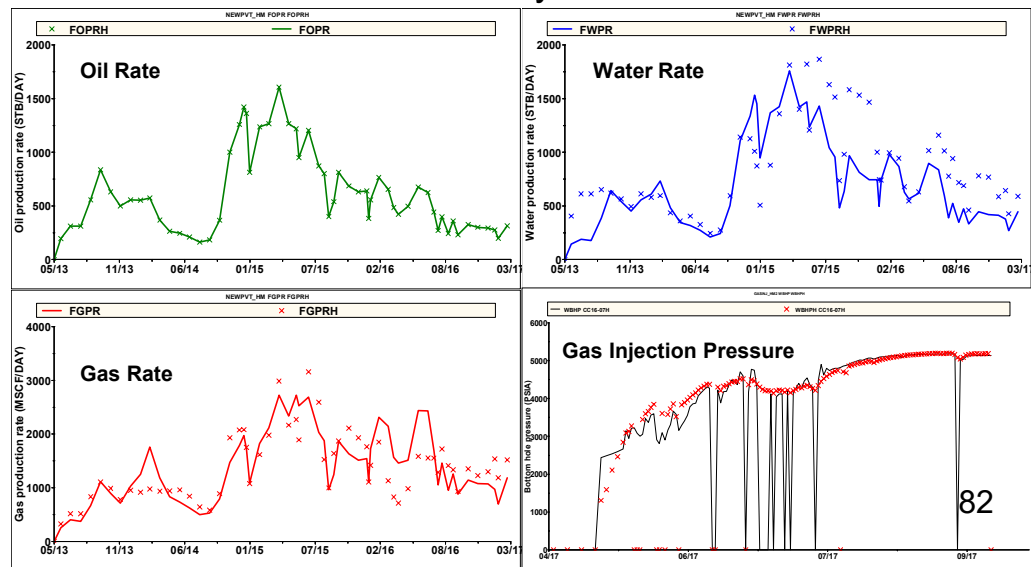 NEWPVT_HM FOPR FOPRH
FOPRH FOPR
Oil Rate
Oil production rate (STB/DAY)
2000
1500
1000
500
0
05/13 11/13 06/14 01/15 07/15 02/16 08/16 03/17
NEWPVT_HM FWPR FWPRH
FWPR FWPRH
Water Rate
Water production rate (STB/DAY)
2000
1500
1000
500
0
05/13 11/13 06/14 01/15 07/15 02/16 08/16 03/17
NEWPVT_HM FGPR FGPRH
FGPR FGPRH
Gas Rate
Gas production rate (MSCF/DAY)
4000
3000
2000
1000
0
05/13 11/13 06/14 01/15 07/15 02/16 08/16 03/17
WBHP CC16-07H WBHPH CC16-07H
Gas Injection Pressure
Bottom hole pressure (PSIA)
6000
5000
4000
3000
2000
1000
0
04/17 06/17 07/17 09/17
82